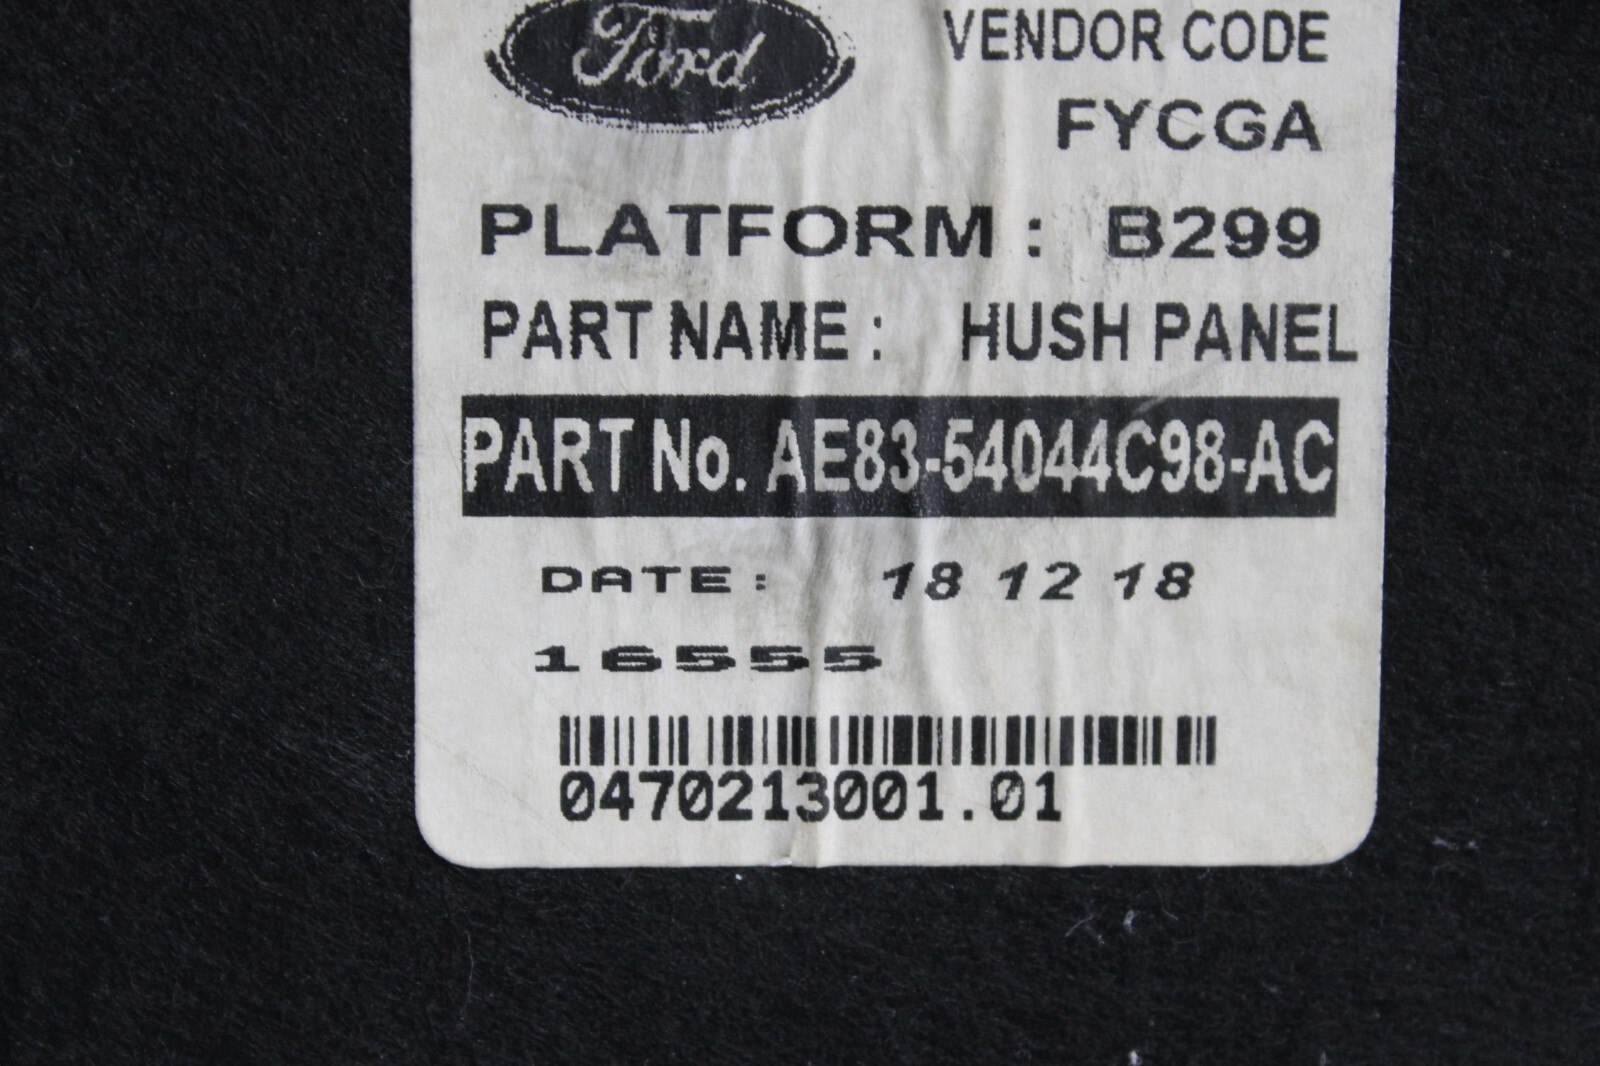 Ford
VENDOR CODE
FYCGA
PLATFORM : B299
PART NAME : HUSH PANEL
PART No. AE83-54044C98-AC
DATE: 18 12 18
16555
0470213001.01